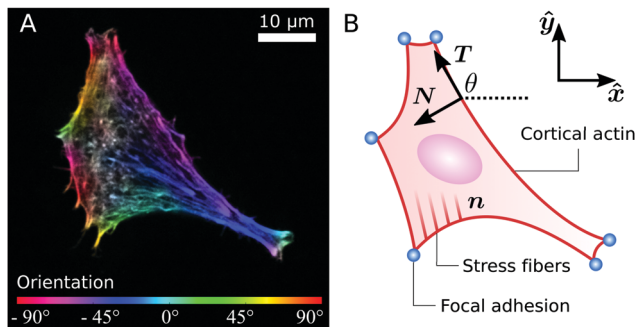 A
10 μm
Orientation
- 90°
- 45°
0°
45°
90°
B
T
N
θ
ŷ
x̂
Cortical actin
n
Stress fibers
Focal adhesion